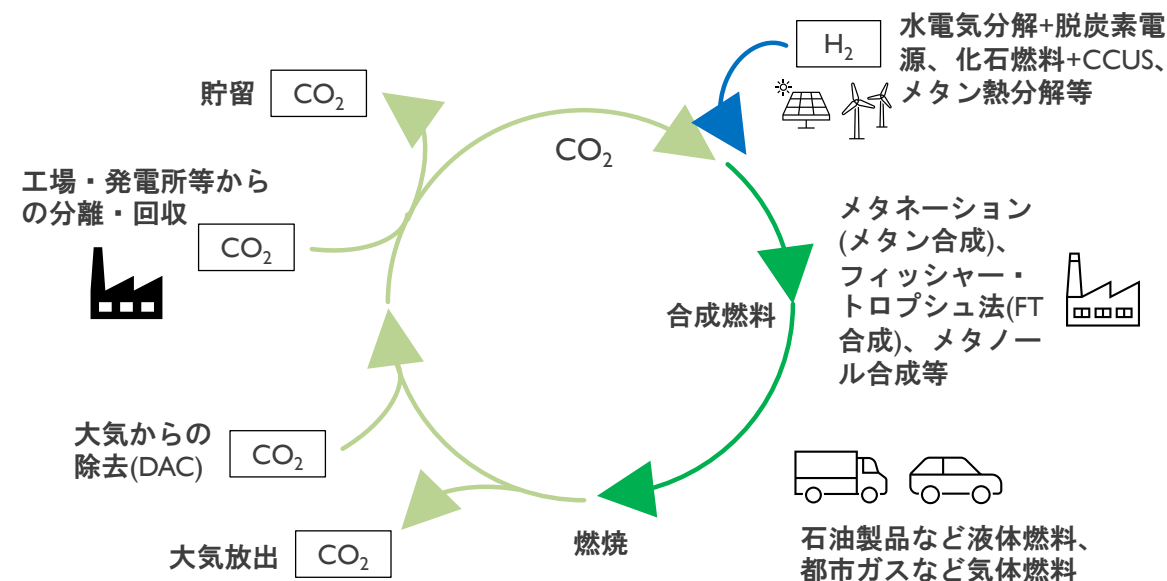 水電気分解+脱炭素電
源、化石燃料+CCUS、
メタン熱分解等
H₂
貯留
CO₂
CO₂
工場・発電所等から
の分離・回収
CO₂
メタネーション
(メタン合成)、
フィッシャー・
トロプシュ法(FT
合成)、メタノー
ル合成等
合成燃料
大気からの
除去(DAC)
CO₂
大気放出
CO₂
燃焼
石油製品など液体燃料、
都市ガスなど気体燃料